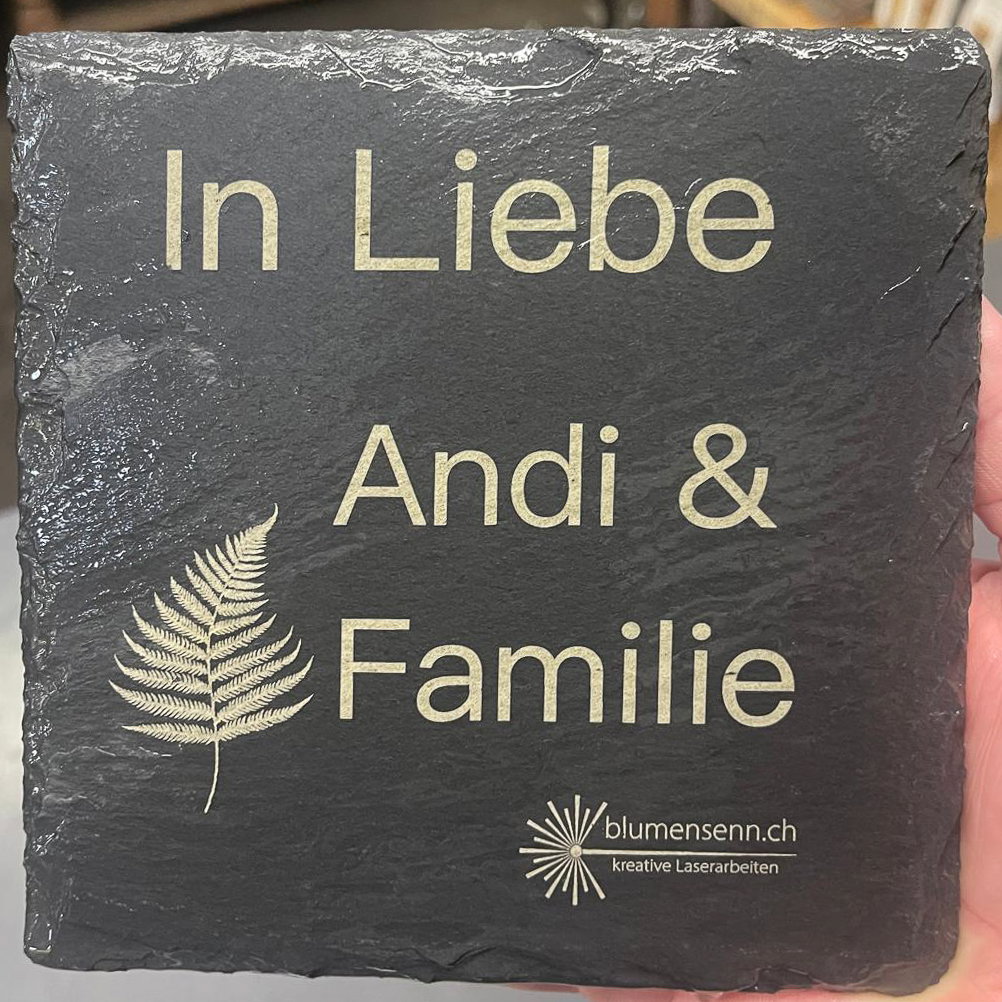 In Liebe
Andi &
Familie
blumensenn.ch
kreative Laserarbeiten